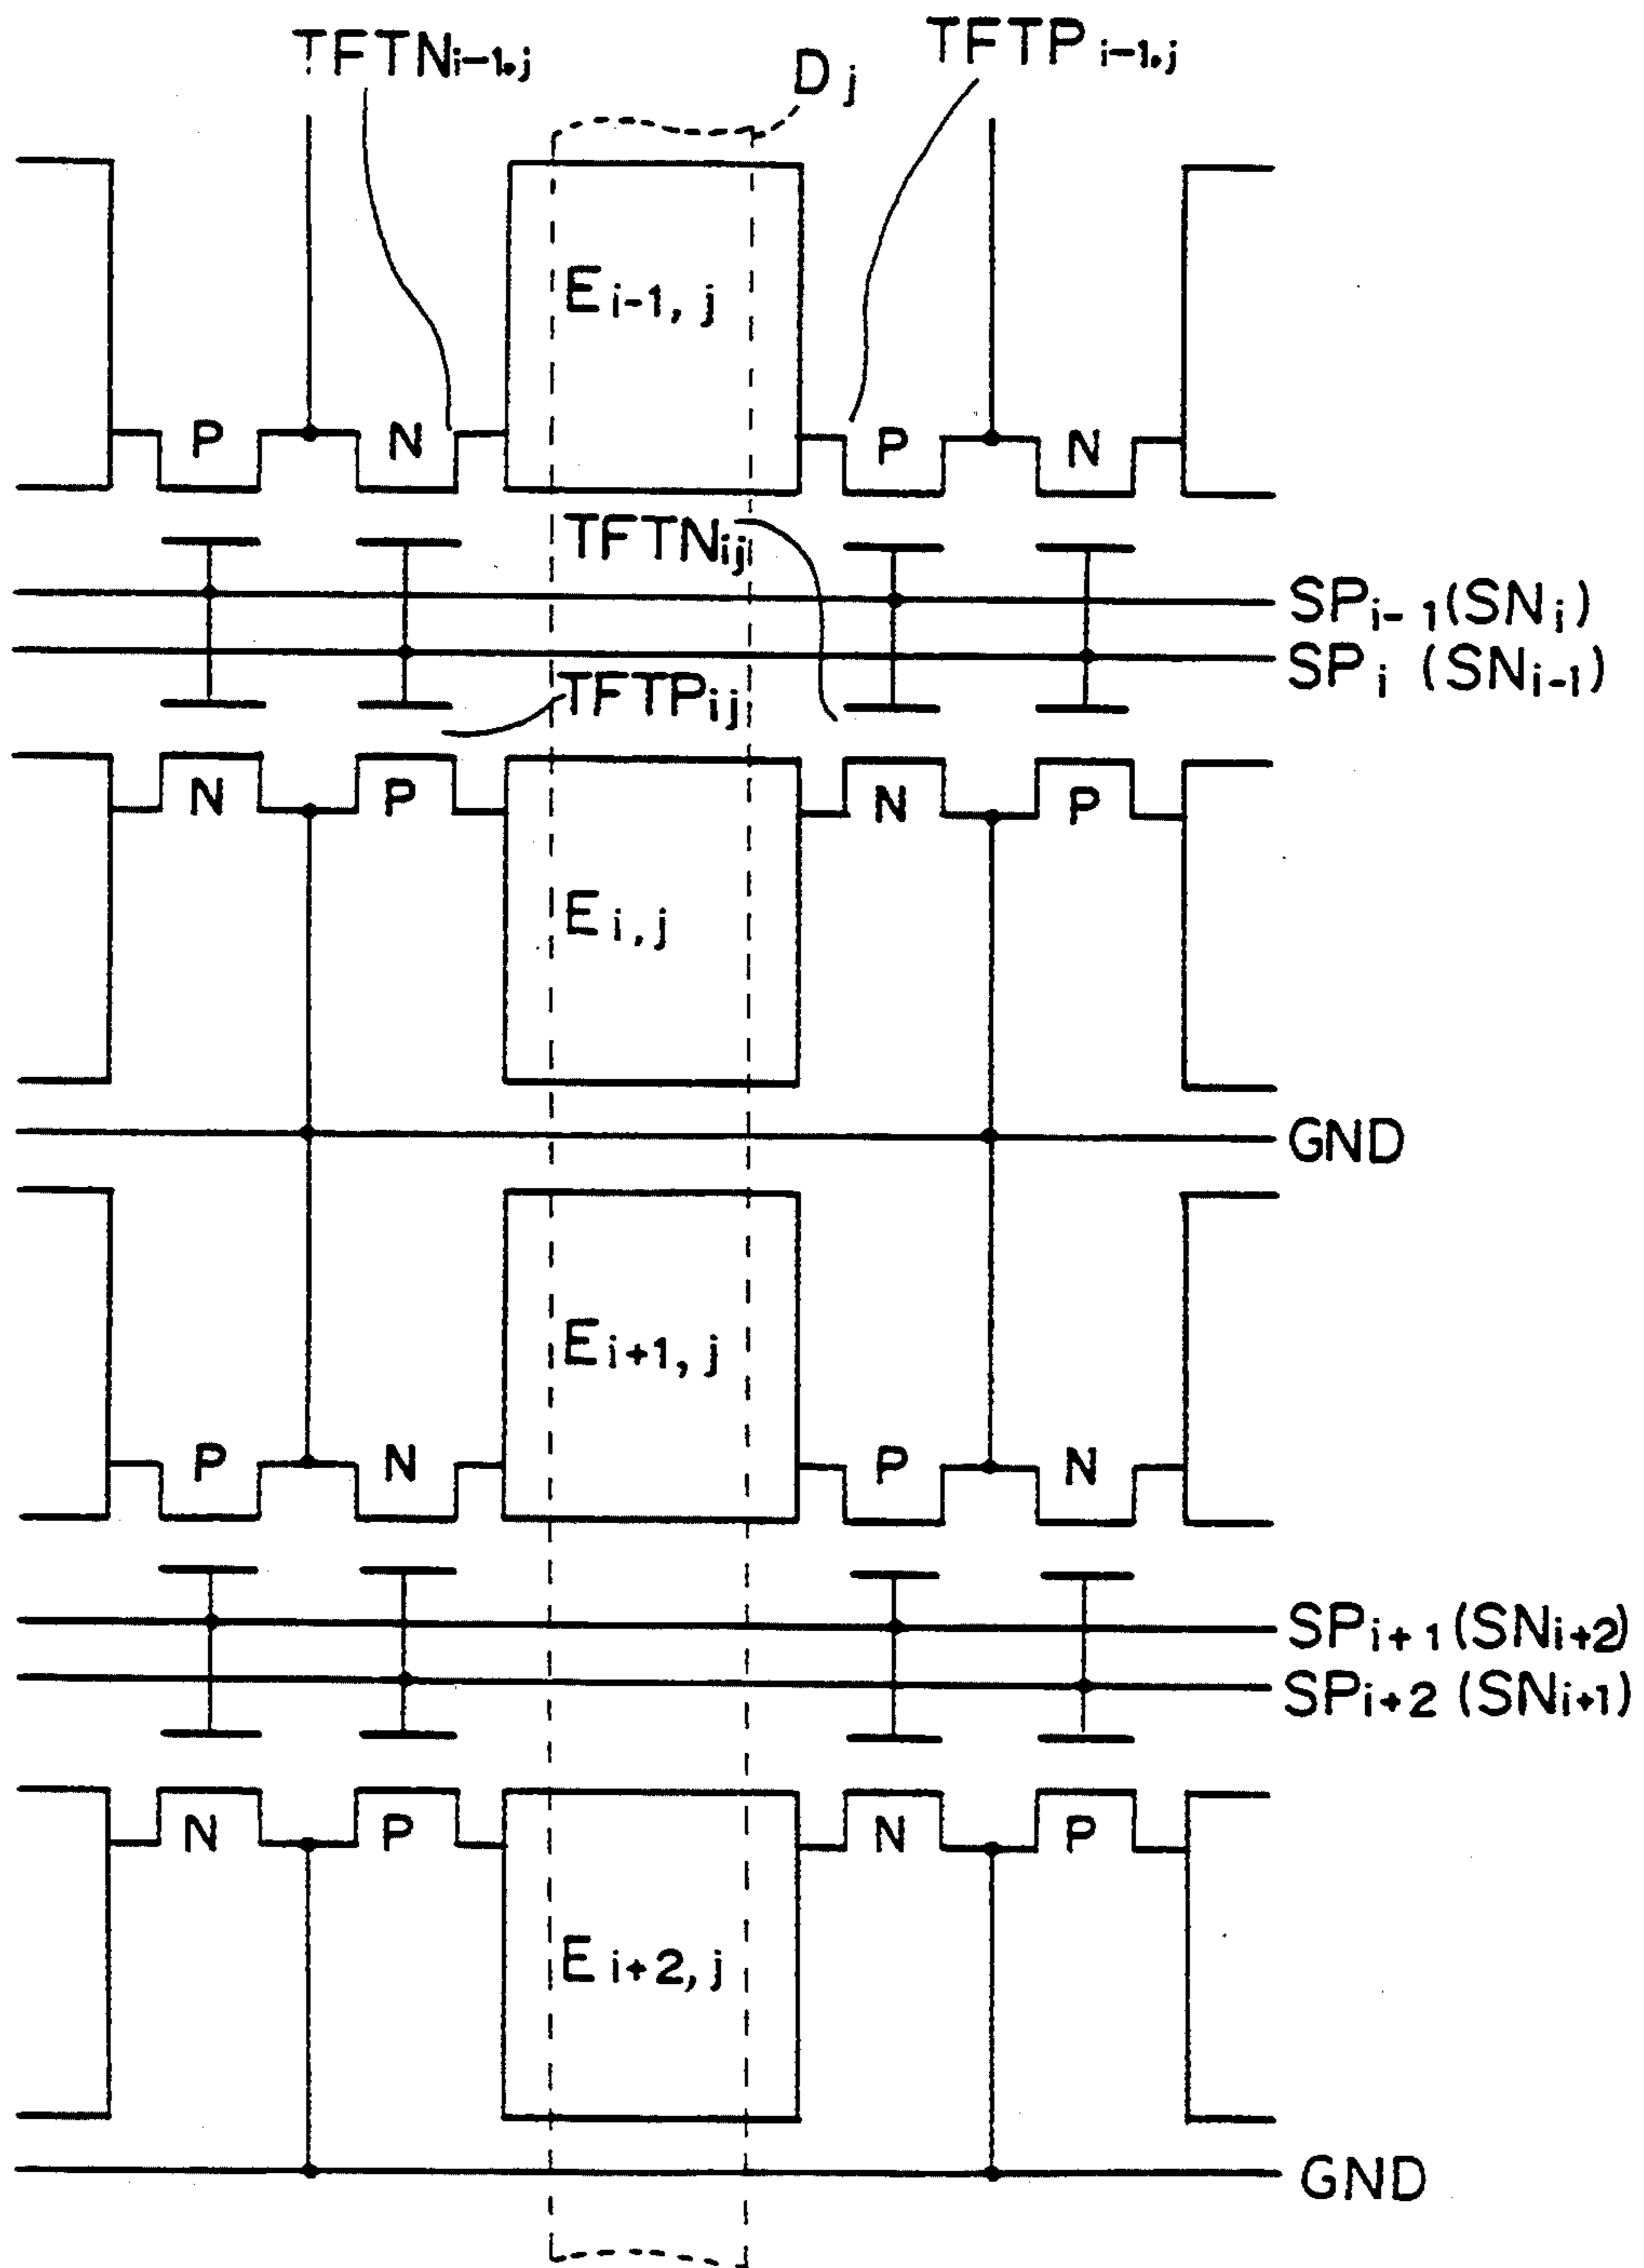 TFTNi-1,j
Dj
TFTPi-1,j
Ei-1, j
P
N
P
N
TFTNij
SPi-1(SNi)
SPi (SNi-1)
TFTPij
N
P
N
P
Ei,j
GND
Ei+1, j
P
N
P
N
SPi+1(SNi+2)
SPi+2 (SNi+1)
N
P
N
P
Ei+2, j
GND